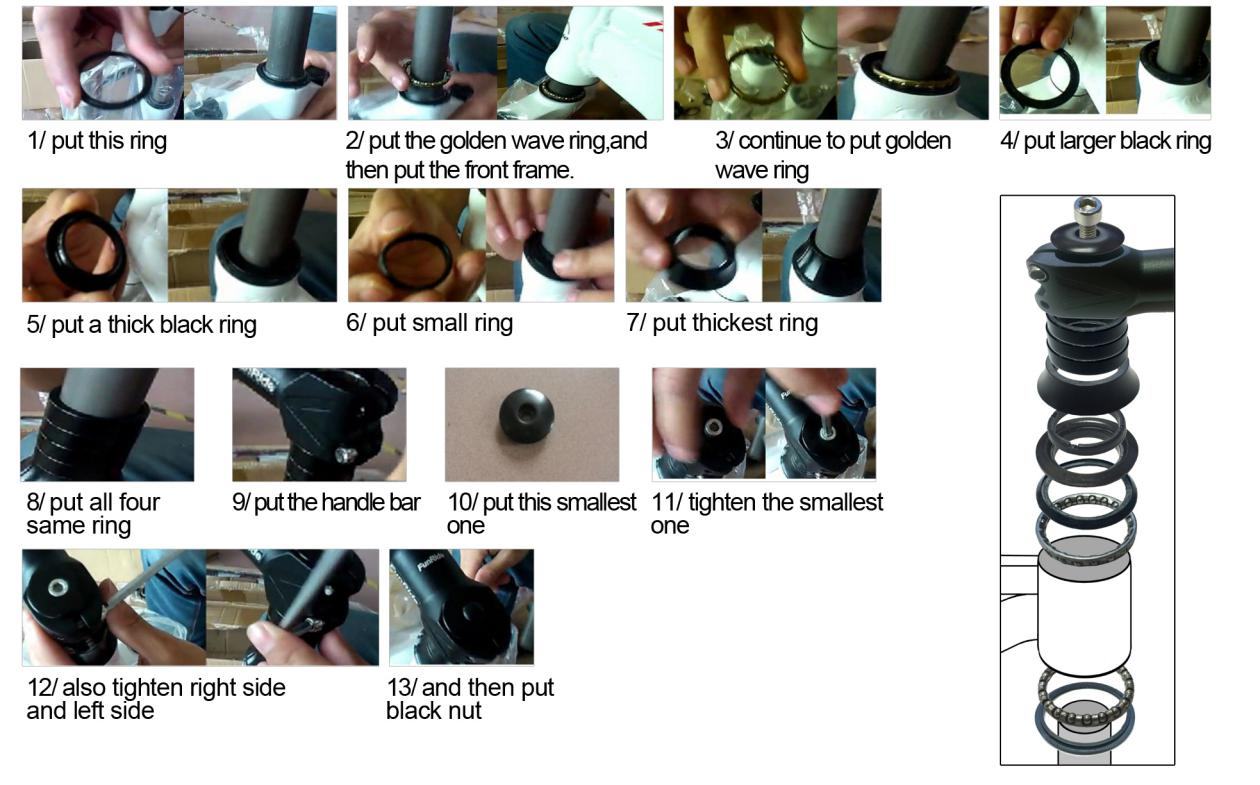 1/ put this ring
2/ put the golden wave ring,and
then put the front frame.
3/ continue to put golden
wave ring
4/ put larger black ring
5/ put a thick black ring
6/ put small ring
7/ put thickest ring
8/ put all four
same ring
9/ put the handle bar
10/ put this smallest
one
11/ tighten the smallest
one
12/ also tighten right side
and left side
FunRide
13/ and then put
black nut